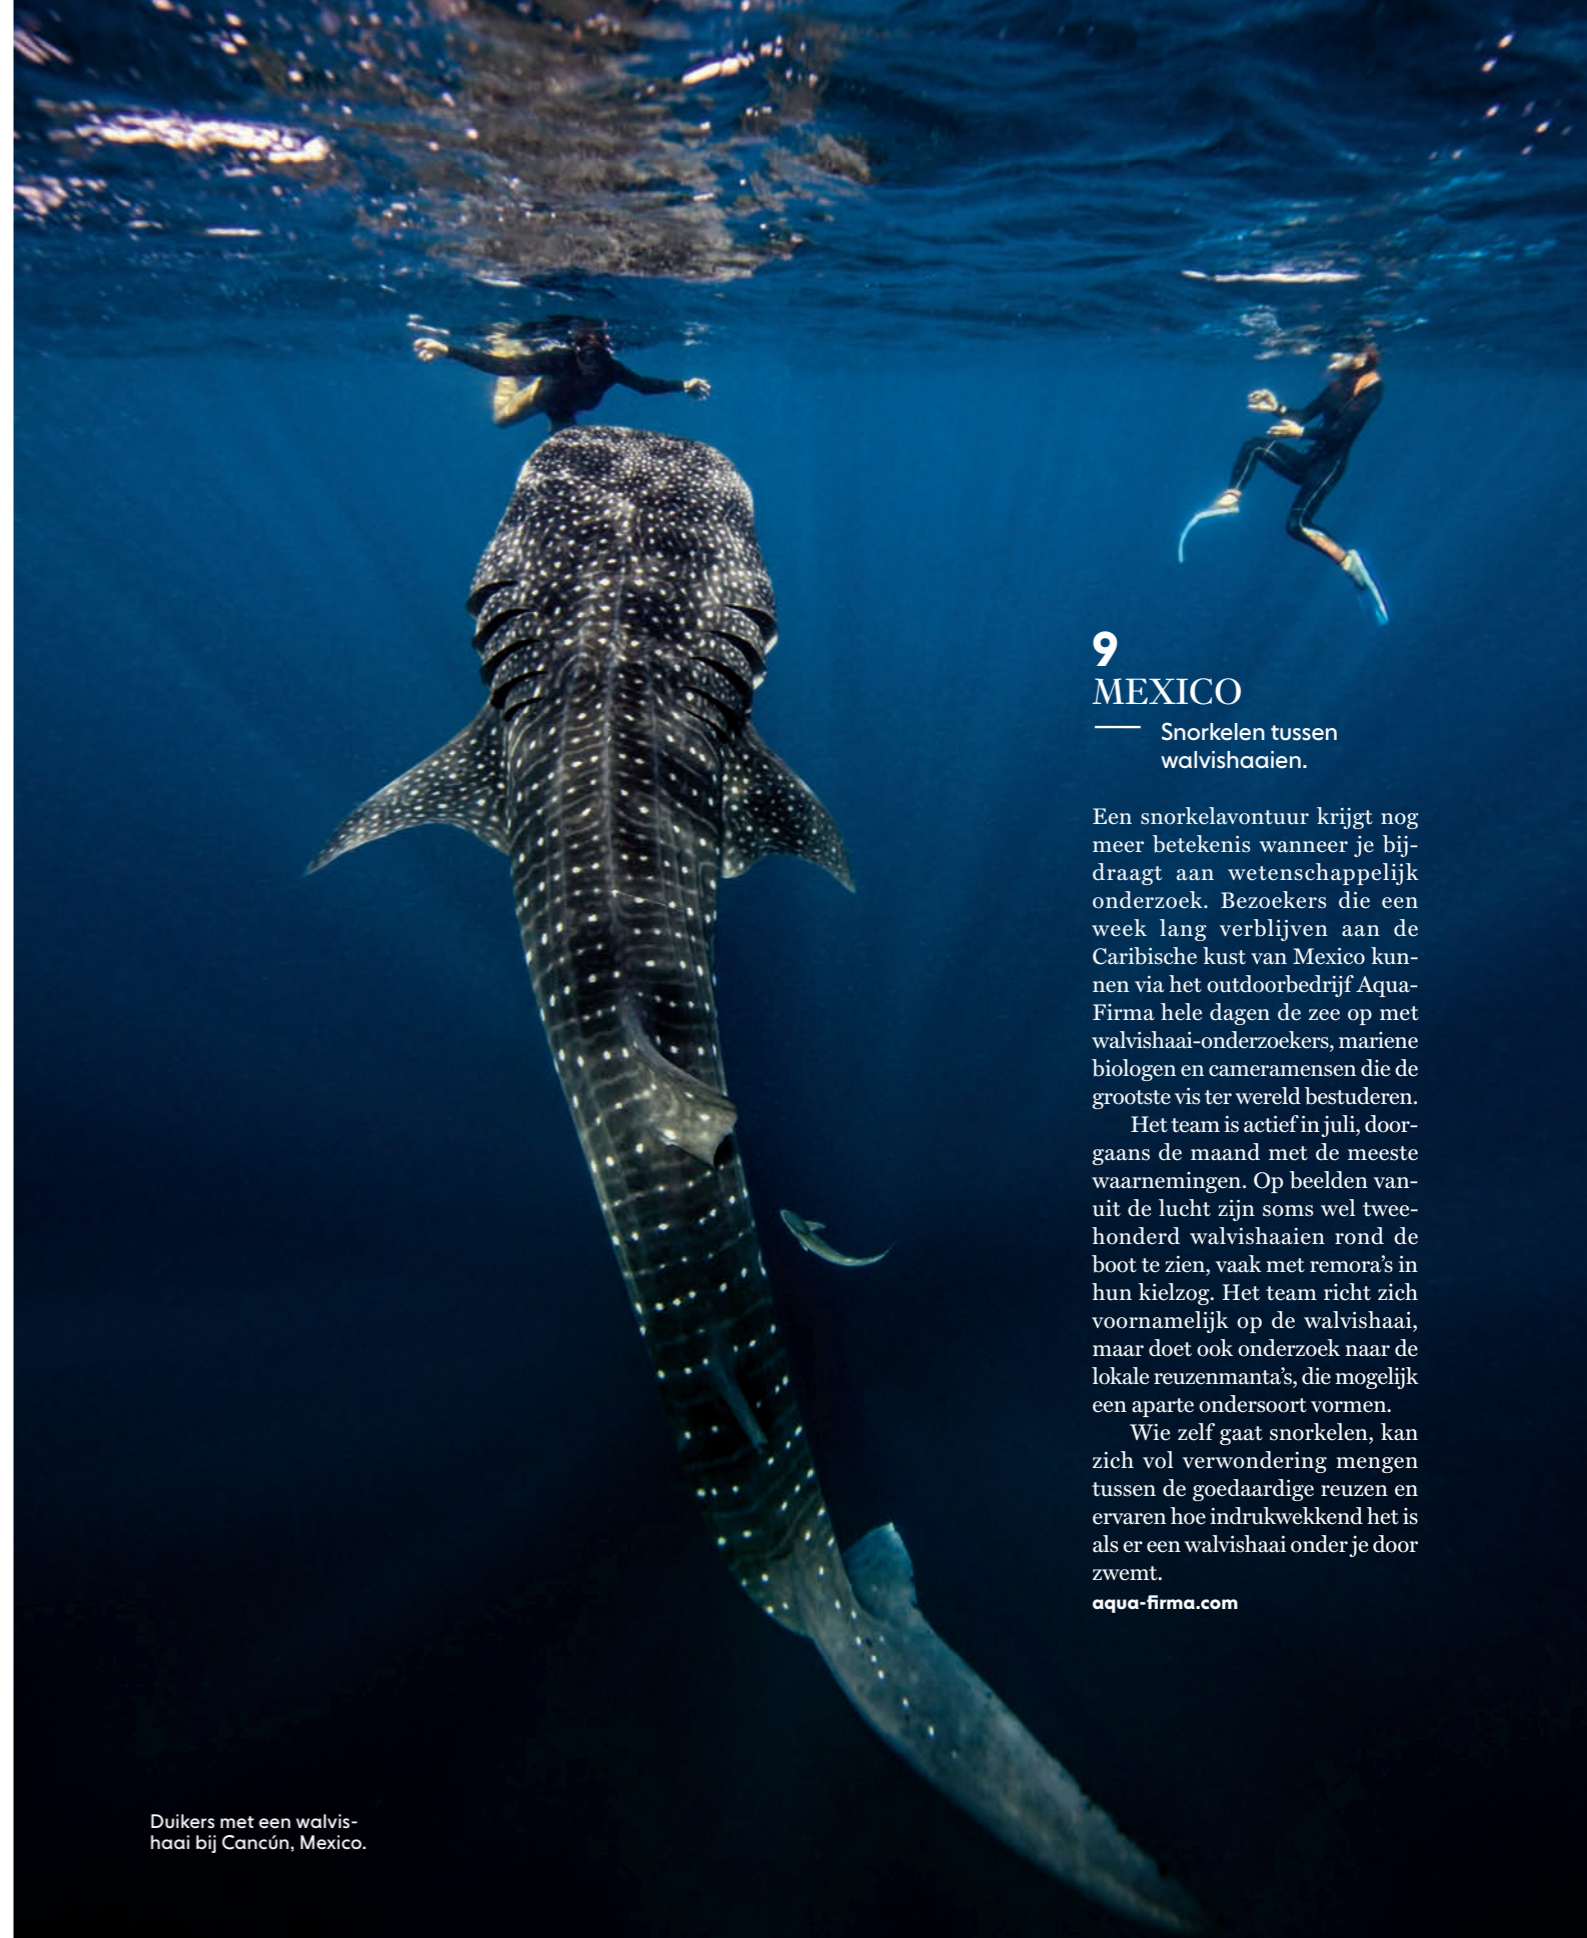 9
MEXICO
Snorkelen tussen
walvishaaien.
Een snorkelavontuur krijgt nog
meer betekenis wanneer je bij-
draagt aan wetenschappelijk
onderzoek. Bezoekers die een
week lang verblijven aan de
Caribische kust van Mexico kun-
nen via het outdoorbedrijf Aqua-
Firma hele dagen de zee op met
walvishaai-onderzoekers, mariene
biologen en cameramensen die de
grootste vis ter wereld bestuderen.
Het team is actief in juli, door-
gaans de maand met de meeste
waarnemingen. Op beelden van-
uit de lucht zijn soms wel twee-
honderd walvishaaien rond de
boot te zien, vaak met remora’s in
hun kielzog. Het team richt zich
voornamelijk op de walvishaai,
maar doet ook onderzoek naar de
lokale reuzenmanta’s, die mogelijk
een aparte ondersoort vormen.
Wie zelf gaat snorkelen, kan
zich vol verwondering mengen
tussen de goedaardige reuzen en
ervaren hoe indrukwekkend het is
als er een walvishaai onder je door
zwemt.
aqua-firma.com
Duikers met een walvis-
haai bij Cancún, Mexico.